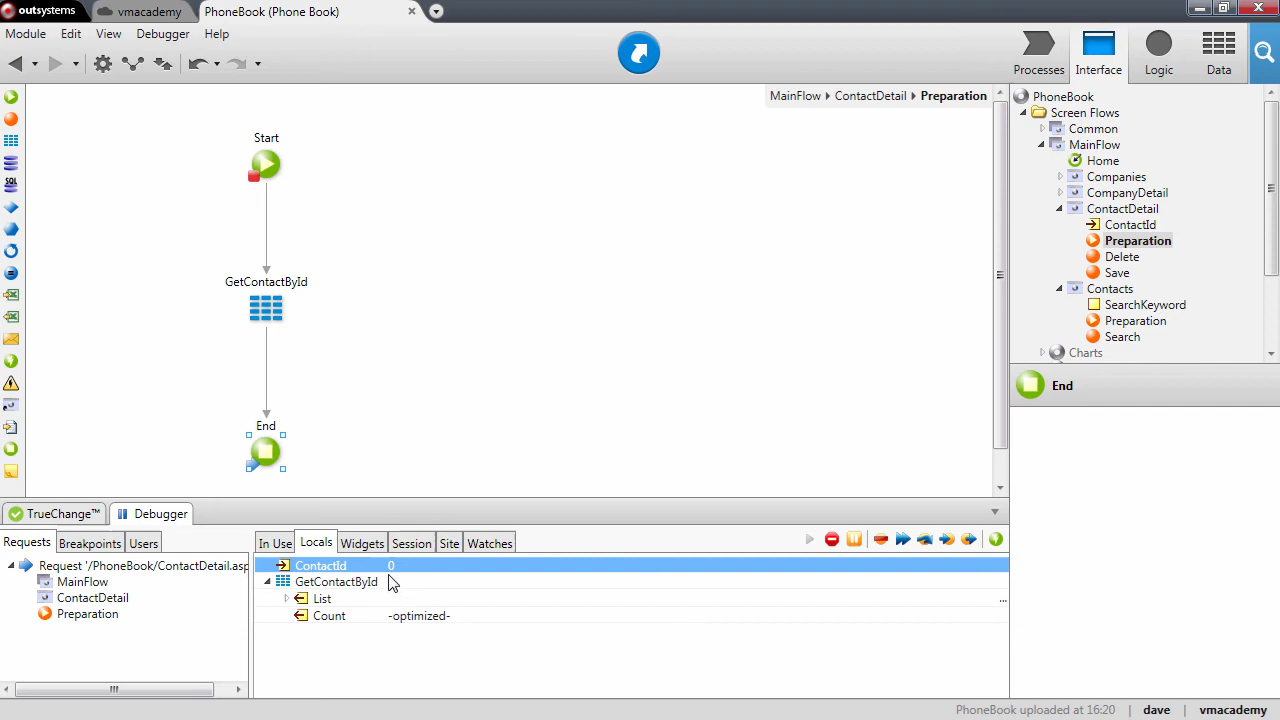 outsystems
vmacademy
PhoneBook (Phone Book)
Module Edit View Debugger Help
Processes Interface Logic Data
MainFlow ContactDetail Preparation
Start
GetContactById
End
PhoneBook
Screen Flows
Common
MainFlow
Home
Companies
CompanyDetail
ContactDetail
ContactId
Preparation
Delete
Save
Contacts
SearchKeyword
Preparation
Search
Charts
End
TrueChange™ Debugger
Requests Breakpoints Users
Request '/PhoneBook/ContactDetail.asp
MainFlow
ContactDetail
Preparation
In Use Locals Widgets Session Site Watches
ContactId 0
GetContactById
List ...
Count -optimized-
PhoneBook uploaded at 16:20 dave vmacademy